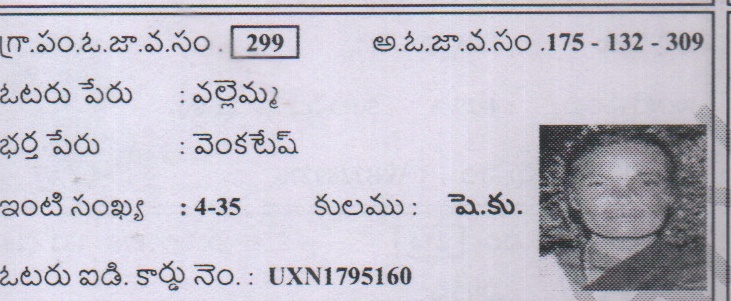 గ్రా.పం.ఓ.జా.వ.సం . 299 అ.ఓ.జా.వ.సం .175 - 132 - 309
ఓటరు పేరు : వల్లెమ్మ
భర్త పేరు : వెంకటేష్
ఇంటి సంఖ్య : 4-35 కులము : షె.కు.
ఓటరు ఐడి. కార్డు నెం. : UXN1795160